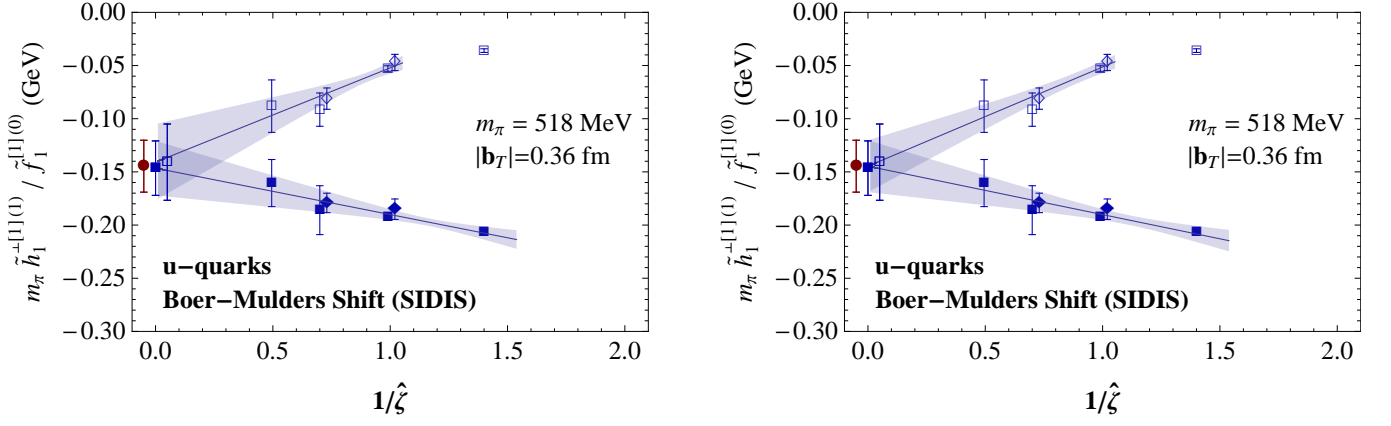 0.00
−0.05
−0.10
−0.15
−0.20
−0.25
−0.30
m_π h̃_1^{⊥[1](1)} / f̃_1^{[1](0)} (GeV)
m_π = 518 MeV
|b_T|=0.36 fm
u−quarks
Boer−Mulders Shift (SIDIS)
0.0 0.5 1.0 1.5 2.0
1/ζ̂
0.00
−0.05
−0.10
−0.15
−0.20
−0.25
−0.30
m_π h̃_1^{⊥[1](1)} / f̃_1^{[1](0)} (GeV)
m_π = 518 MeV
|b_T|=0.36 fm
u−quarks
Boer−Mulders Shift (SIDIS)
0.0 0.5 1.0 1.5 2.0
1/ζ̂